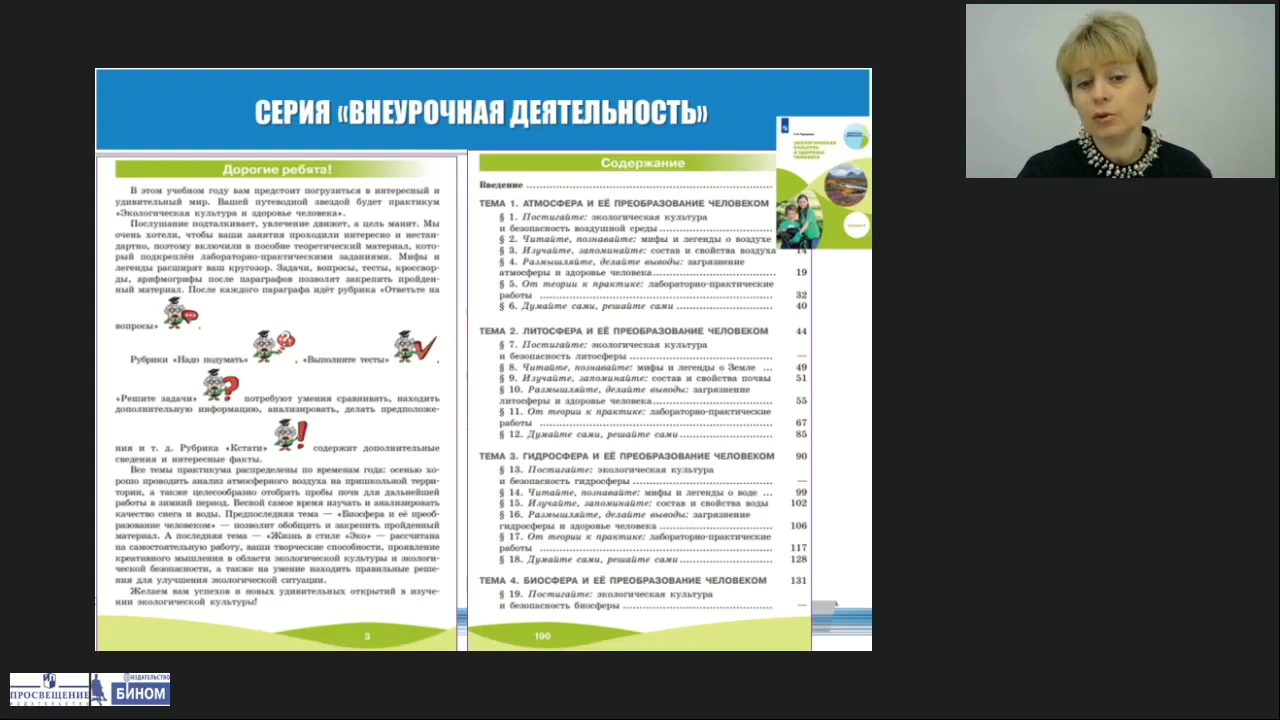 СЕРИЯ «ВНЕУРОЧНАЯ ДЕЯТЕЛЬНОСТЬ»
Дорогие ребята!
В этом учебном году вам предстоит погрузиться в интересный и
удивительный мир. Вашей путеводной звездой будет практикум
«Экологическая культура и здоровье человека».
Послушание подталкивает, увлечение движет, а цель манит. Мы
очень хотели, чтобы ваши занятия проходили интересно и нестан-
дартно, поэтому включили в пособие теоретический материал, кото-
рый подкреплён лабораторно-практическими заданиями. Мифы и
легенды расширят ваш кругозор. Задачи, вопросы, тесты, кроссвор-
ды, арифмогрифы после параграфов позволят закрепить пройден-
ный материал. После каждого параграфа идёт рубрика «Ответьте на
вопросы» .
Рубрики «Надо подумать» , «Выполните тесты» ,
«Решите задачи» потребуют умения сравнивать, находить
дополнительную информацию, анализировать, делать предположе-
ния и т. д. Рубрика «Кстати» содержит дополнительные
сведения и интересные факты.
Все темы практикума распределены по временам года: осенью хо-
рошо проводить анализ атмосферного воздуха на пришкольной терри-
тории, а также целесообразно отобрать пробы почв для дальнейшей
работы в зимний период. Весной самое время изучать и анализировать
качество снега и воды. Предпоследняя тема — «Биосфера и её преоб-
разование человеком» — позволит обобщить и закрепить пройденный
материал. А последняя тема — «Жизнь в стиле «Эко» — рассчитана
на самостоятельную работу, ваши творческие способности, проявление
креативного мышления в области экологической культуры и экологи-
ческой безопасности, а также на умение находить правильные реше-
ния для улучшения экологической ситуации.
Желаем вам успехов и новых удивительных открытий в изуче-
нии экологической культуры!
3
Содержание
Введение ....................
ТЕМА 1. АТМОСФЕРА И ЕЁ ПРЕОБРАЗОВАНИЕ ЧЕЛОВЕКОМ
§ 1. Постигайте: экологическая культура
и безопасность воздушной среды ....................
§ 2. Читайте, познавайте: мифы и легенды о воздухе
§ 3. Изучайте, запоминайте: состав и свойства воздуха 14
§ 4. Размышляйте, делайте выводы: загрязнение
атмосферы и здоровье человека.................... 19
§ 5. От теории к практике: лабораторно-практические
работы .................... 32
§ 6. Думайте сами, решайте сами .................... 40
ТЕМА 2. ЛИТОСФЕРА И ЕЁ ПРЕОБРАЗОВАНИЕ ЧЕЛОВЕКОМ 44
§ 7. Постигайте: экологическая культура
и безопасность литосферы .................... —
§ 8. Читайте, познавайте: мифы и легенды о Земле ... 49
§ 9. Изучайте, запоминайте: состав и свойства почвы 51
§ 10. Размышляйте, делайте выводы: загрязнение
литосферы и здоровье человека.................... 55
§ 11. От теории к практике: лабораторно-практические
работы .................... 67
§ 12. Думайте сами, решайте сами .................... 85
ТЕМА 3. ГИДРОСФЕРА И ЕЁ ПРЕОБРАЗОВАНИЕ ЧЕЛОВЕКОМ 90
§ 13. Постигайте: экологическая культура
и безопасность гидросферы .................... —
§ 14. Читайте, познавайте: мифы и легенды о воде ... 99
§ 15. Изучайте, запоминайте: состав и свойства воды 102
§ 16. Размышляйте, делайте выводы: загрязнение
гидросферы и здоровье человека .................... 106
§ 17. От теории к практике: лабораторно-практические
работы .................... 117
§ 18. Думайте сами, решайте сами .................... 128
ТЕМА 4. БИОСФЕРА И ЕЁ ПРЕОБРАЗОВАНИЕ ЧЕЛОВЕКОМ 131
§ 19. Постигайте: экологическая культура
и безопасность биосферы .................... —
190
ЭКОЛОГИЧЕСКАЯ
КУЛЬТУРА
И ЗДОРОВЬЕ
ЧЕЛОВЕКА
ПРОСВЕЩЕНИЕ
ИЗДАТЕЛЬСТВО
ИЗДАТЕЛЬСТВО
БИНОМ